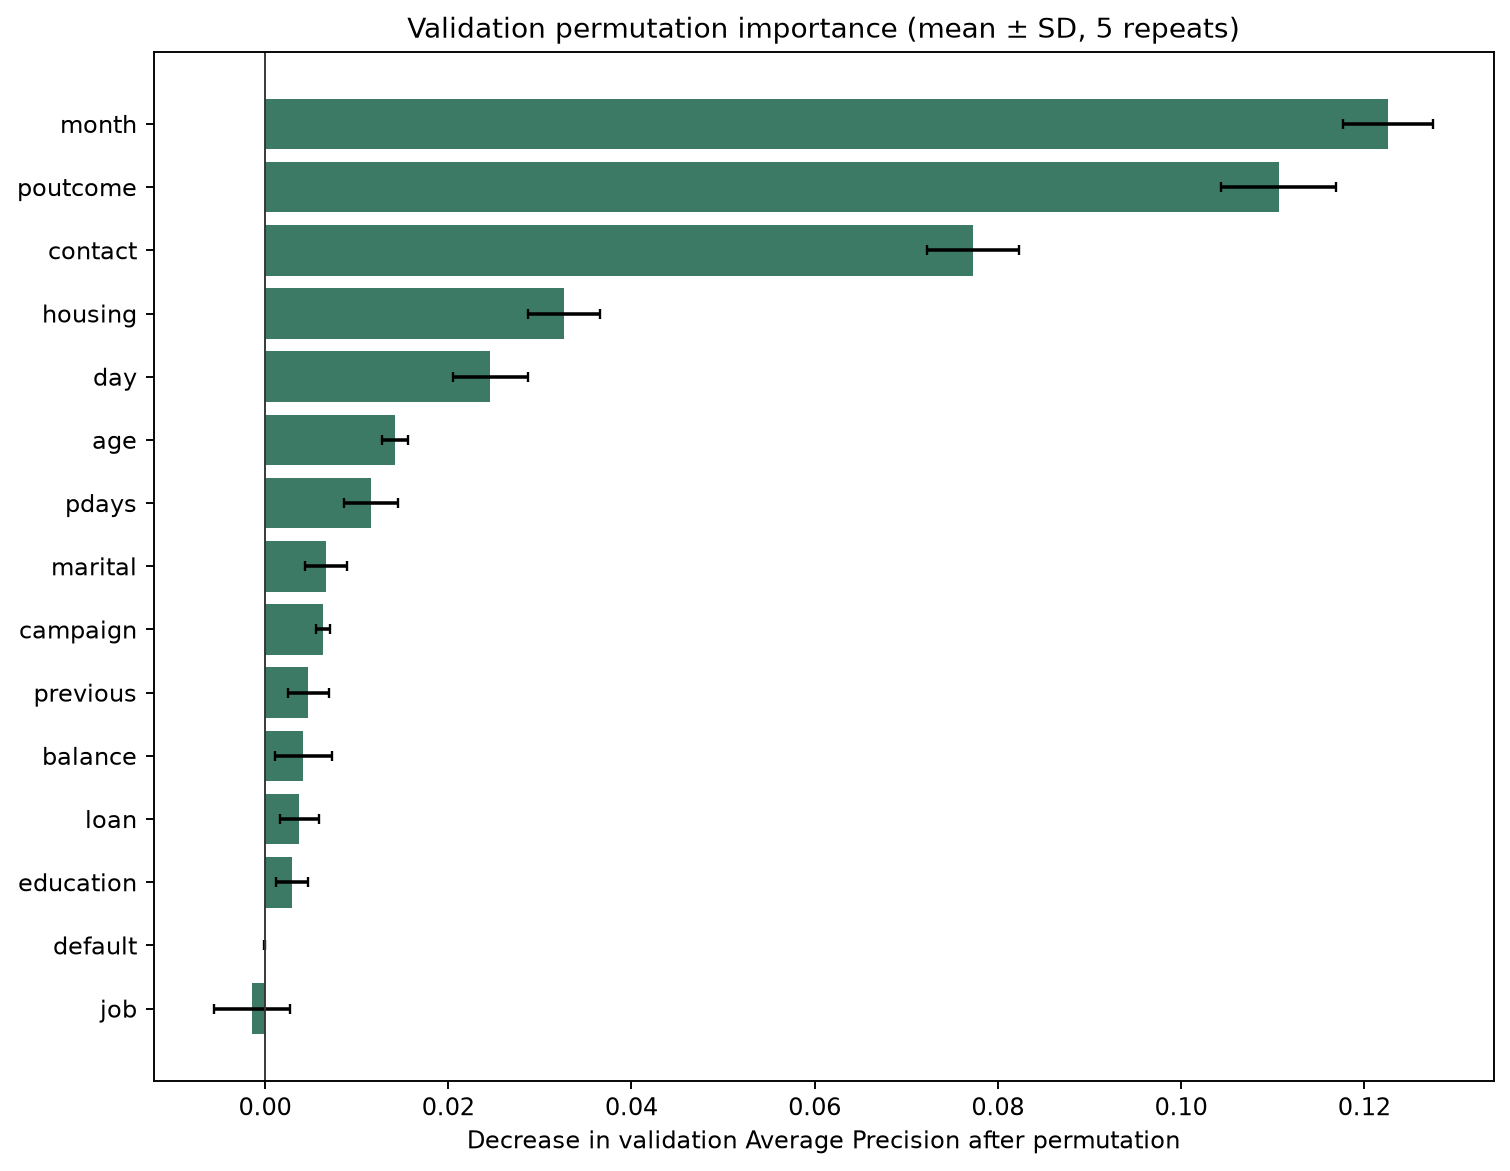 Validation permutation importance (mean ± SD, 5 repeats)
month
poutcome
contact
housing
day
age
pdays
marital
campaign
previous
balance
loan
education
default
job
0.00 0.02 0.04 0.06 0.08 0.10 0.12
Decrease in validation Average Precision after permutation